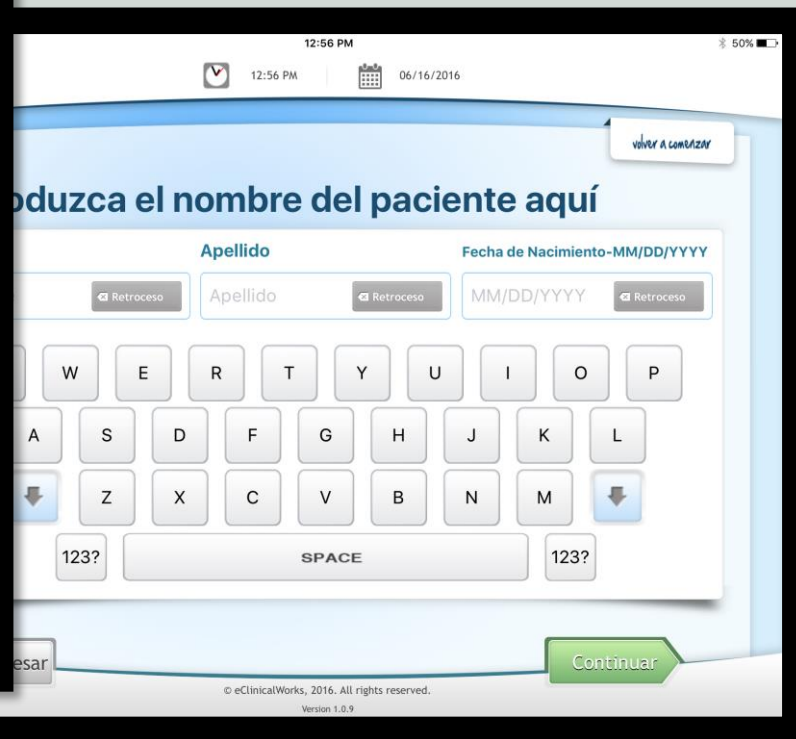 12:56 PM
50%
12:56 PM 06/16/2016
volver a comenzar
oduzca el nombre del paciente aquí
Apellido Fecha de Nacimiento-MM/DD/YYYY
Retroceso Apellido Retroceso MM/DD/YYYY Retroceso
W E R T Y U I O P
A S D F G H J K L
Z X C V B N M
123? SPACE 123?
esar Continuar
© eClinicalWorks, 2016. All rights reserved.
Version 1.0.9